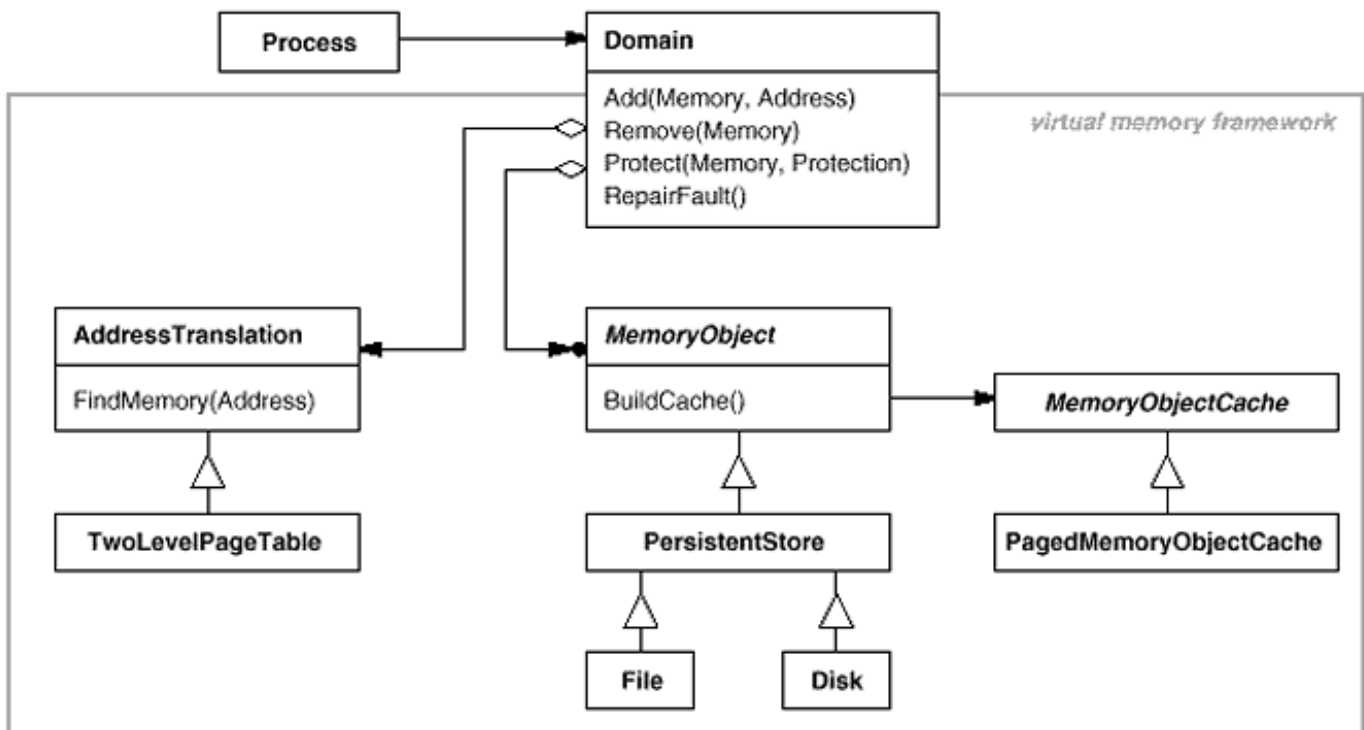 Process
Domain
Add(Memory, Address)
Remove(Memory)
Protect(Memory, Protection)
RepairFault()
virtual memory framework
AddressTranslation
FindMemory(Address)
MemoryObject
BuildCache()
MemoryObjectCache
TwoLevelPageTable
PersistentStore
PagedMemoryObjectCache
File
Disk